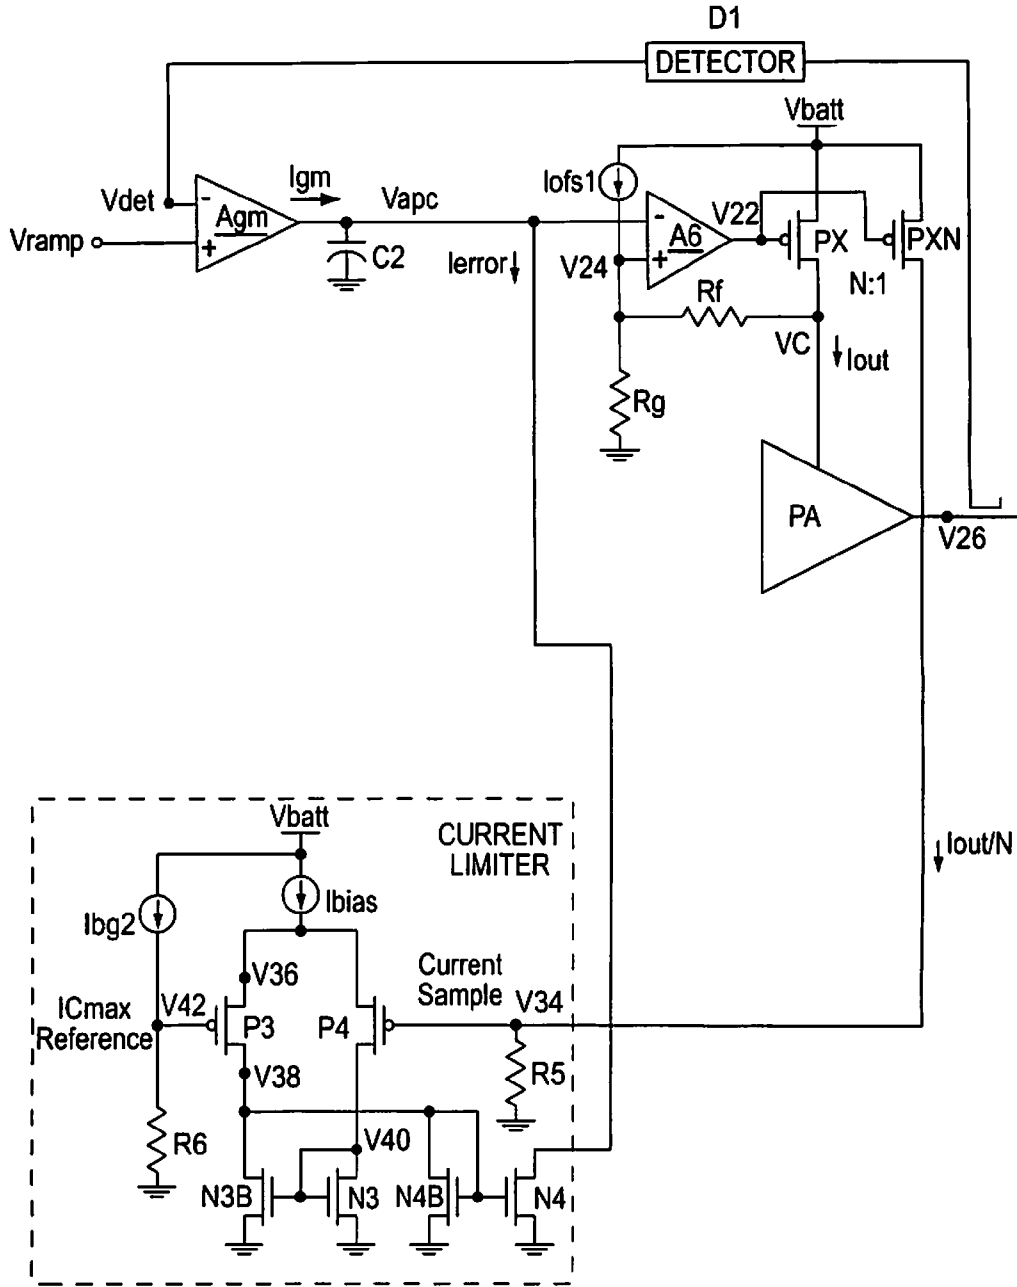 D1
DETECTOR
Vbatt
Iofs1
Igm
Vdet
-
Agm
Vapc
-
V22
Vramp
+
A6
PX
PXN
C2
Ierror
V24
+
N:1
Rf
VC
Iout
Rg
PA
V26
Vbatt
CURRENT
LIMITER
Iout/N
Ibias
Ibg2
V36
Current
Sample
V34
ICmax
Reference
V42
P3
P4
V38
R5
R6
V40
N3B
N3
N4B
N4